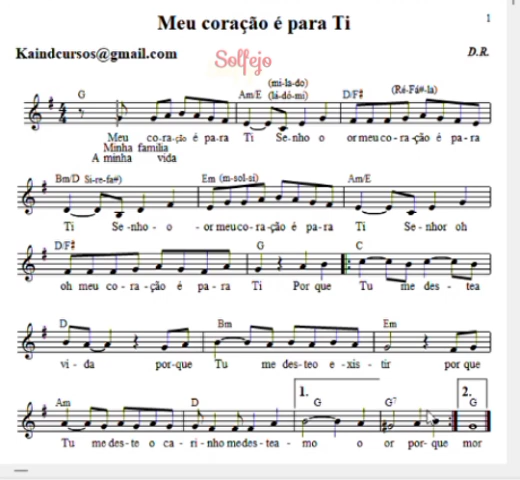 Meu coração é para Ti
1
Kaindcursos@gmail.com
Solfejo
D.R.
(mi-la-do) (Ré-Fá#-la)
G Am/E (lá-dó-mi) D/F#
Meu co-ra-ção é pa-ra Ti Se-nho o or meu co-ra-ção é pa-ra
Minha familia
A minha vida
Bm/D Si-re-fa#) Em (m-sol-si) Am/E
Ti Se-nho-o -or meu co-ra-ção é pa-ra Ti Se-nhor oh
D/F# G C
oh meu co-ra-ção é pa-ra Ti Por que Tu me des-tea
D Bm Em
vi-da por-que Tu me des-teo e-xis-tir por que
1. 2.
Am D G G7 G
Tu me des-te o ca-ri-nho me des-tea-mo o or por-que mor